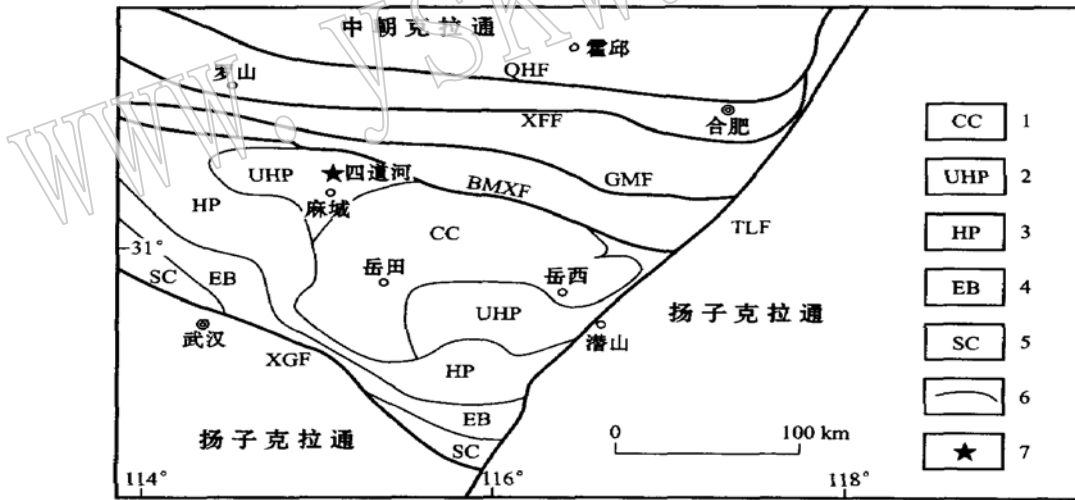 www.ysk
中朝克拉通
霍邱
QHF
罗山
合肥
XFF
UHP
四道河
麻城
BMXF
GMF
HP
CC
TLF
31°
SC
EB
岳田
岳西
UHP
扬子克拉通
武汉
潜山
XGF
HP
EB
扬子克拉通
SC
0 100 km
114° 116° 118°
CC 1
UHP 2
HP 3
EB 4
SC 5
6
7